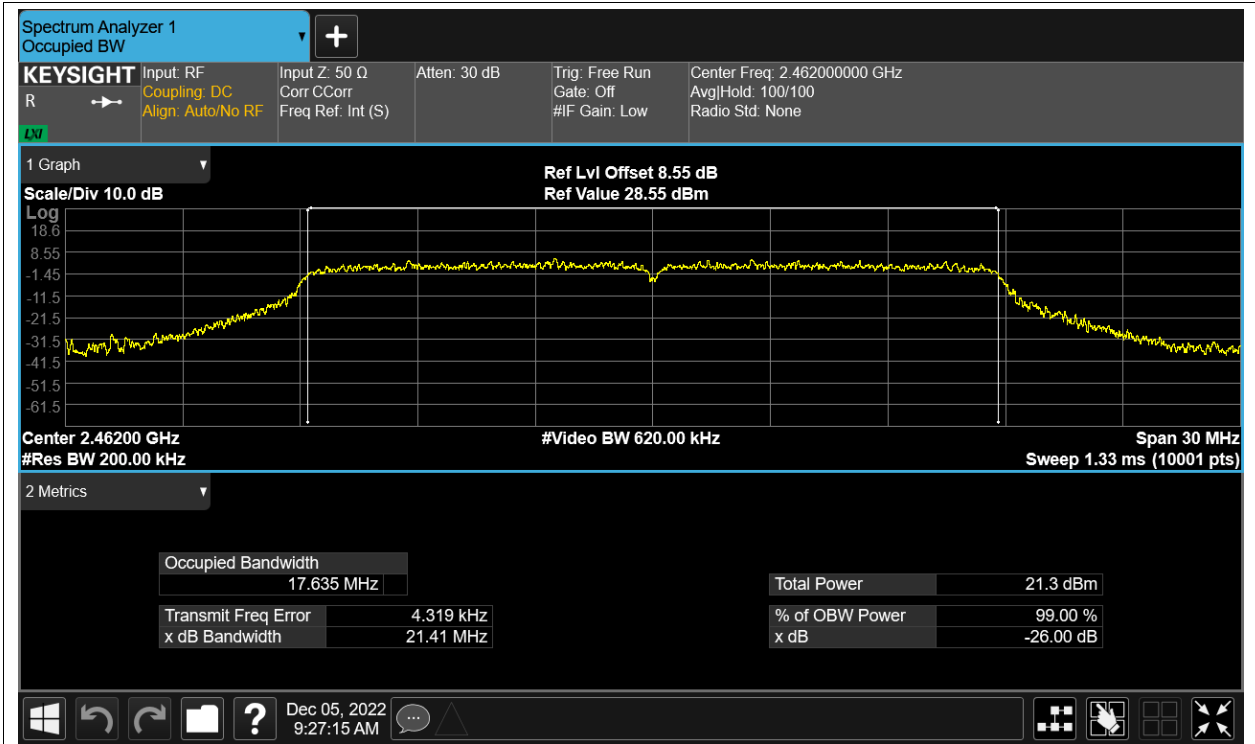 Spectrum Analyzer 1
Occupied BW
KEYSIGHT
R
LXI
Input: RF
Coupling: DC
Align: Auto/No RF
Input Z: 50 Ω
Corr CCorr
Freq Ref: Int (S)
Atten: 30 dB
Trig: Free Run
Gate: Off
#IF Gain: Low
Center Freq: 2.462000000 GHz
Avg|Hold: 100/100
Radio Std: None
1 Graph
Scale/Div 10.0 dB
Ref Lvl Offset 8.55 dB
Ref Value 28.55 dBm
Log
18.6
8.55
-1.45
-11.5
-21.5
-31.5
-41.5
-51.5
-61.5
Center 2.46200 GHz
#Video BW 620.00 kHz
Span 30 MHz
#Res BW 200.00 kHz
Sweep 1.33 ms (10001 pts)
2 Metrics
Occupied Bandwidth
17.635 MHz
Transmit Freq Error 4.319 kHz
x dB Bandwidth 21.41 MHz
Total Power 21.3 dBm
% of OBW Power 99.00 %
x dB -26.00 dB
?
Dec 05, 2022
9:27:15 AM